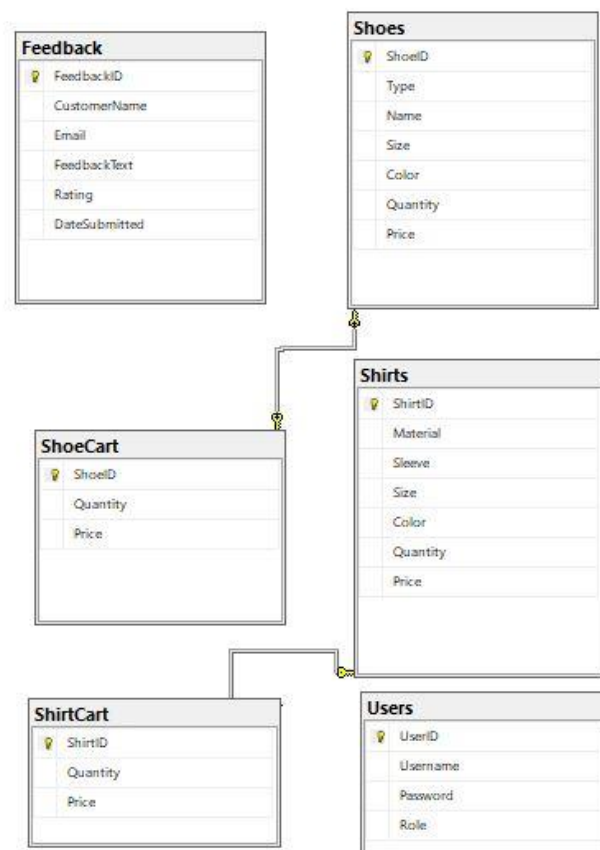 Feedback
FeedbackID
CustomerName
Email
FeedbackText
Rating
DateSubmitted
Shoes
ShoeID
Type
Name
Size
Color
Quantity
Price
ShoeCart
ShoeID
Quantity
Price
Shirts
ShirtID
Material
Sleeve
Size
Color
Quantity
Price
ShirtCart
ShirtID
Quantity
Price
Users
UserID
Username
Password
Role